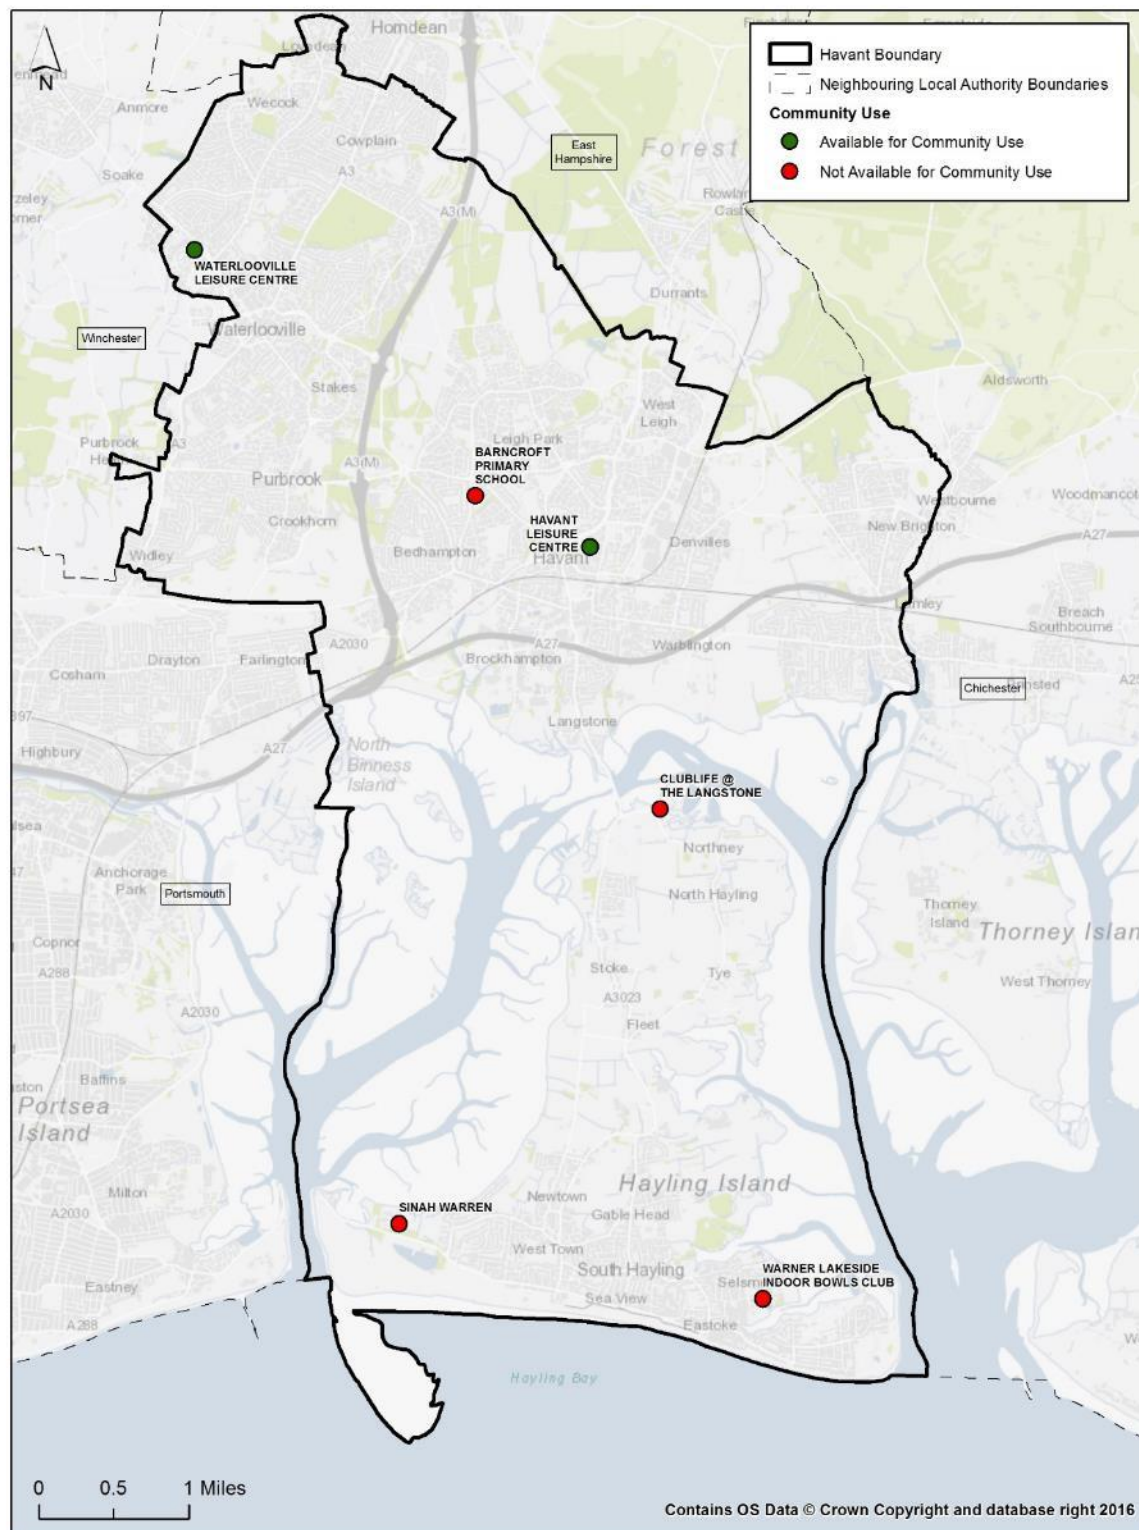 Horndean
Lovedean
Havant Boundary
Neighbouring Local Authority Boundaries
Community Use
Available for Community Use
Not Available for Community Use
N
Anmore
Wecock
Cowplain
A3
East
Hampshire
Forest
Soake
Rowlands
Castle
A3(M)
WATERLOOVILLE
LEISURE CENTRE
Durrants
Winchester
Waterlooville
Stakes
Aldsworth
West
Leigh
Purbrook
A3
Leigh Park
BARNCROFT
PRIMARY
SCHOOL
A3(M)
Purbrook
Westbourne
Woodmancot
Crookhorn
HAVANT
LEISURE
CENTRE
New Brighton
Bedhampton
Denvilles
A27
Widley
Havant
Lumley
Breach
Southbourne
A2030
A27
Warblington
Drayton
Farlington
Brockhampton
Cosham
Chichester
Langstone
Highbury
A27
North
Binness
Island
CLUBLIFE @
THE LANGSTONE
Northney
Anchorage
Park
Portsmouth
North Hayling
Thorney
Island
Thorney Islan
Copnor
A288
Stoke
Tye
West Thorney
A3023
A2030
Fleet
Baffins
Portsea
Island
Hayling Island
Milton
Newtown
SINAH WARREN
Gable Head
A2030
West Town
South Hayling
WARNER LAKESIDE
INDOOR BOWLS CLUB
Eastney
Sea View
A288
Eastoke
Hayling Bay
0 0.5 1 Miles
Contains OS Data © Crown Copyright and database right 2016